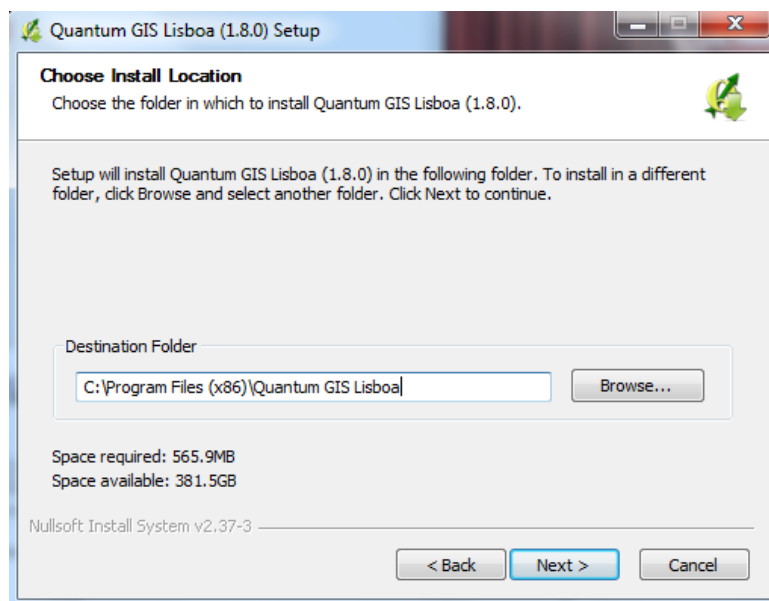 Quantum GIS Lisboa (1.8.0) Setup
Choose Install Location
Choose the folder in which to install Quantum GIS Lisboa (1.8.0).
Setup will install Quantum GIS Lisboa (1.8.0) in the following folder. To install in a different
folder, click Browse and select another folder. Click Next to continue.
Destination Folder
C:\Program Files (x86)\Quantum GIS Lisboa
Browse...
Space required: 565.9MB
Space available: 381.5GB
Nullsoft Install System v2.37-3
< Back Next > Cancel